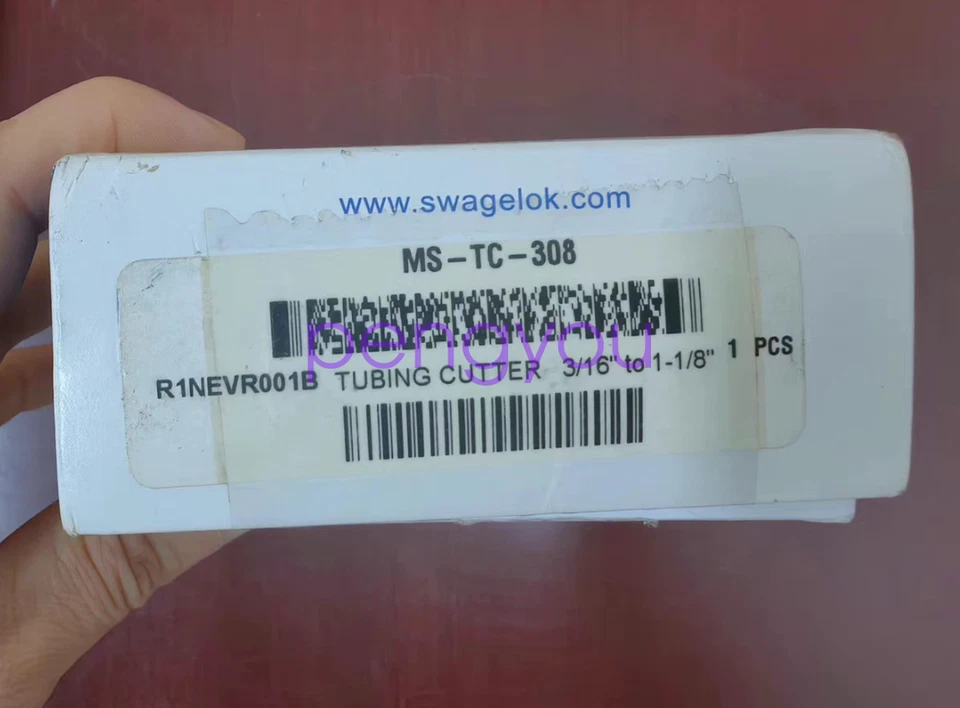 www.swagelok.com
MS-TC-308
pengyou
R1NEVR001B TUBING CUTTER 3/16" to 1-1/8" 1 PCS